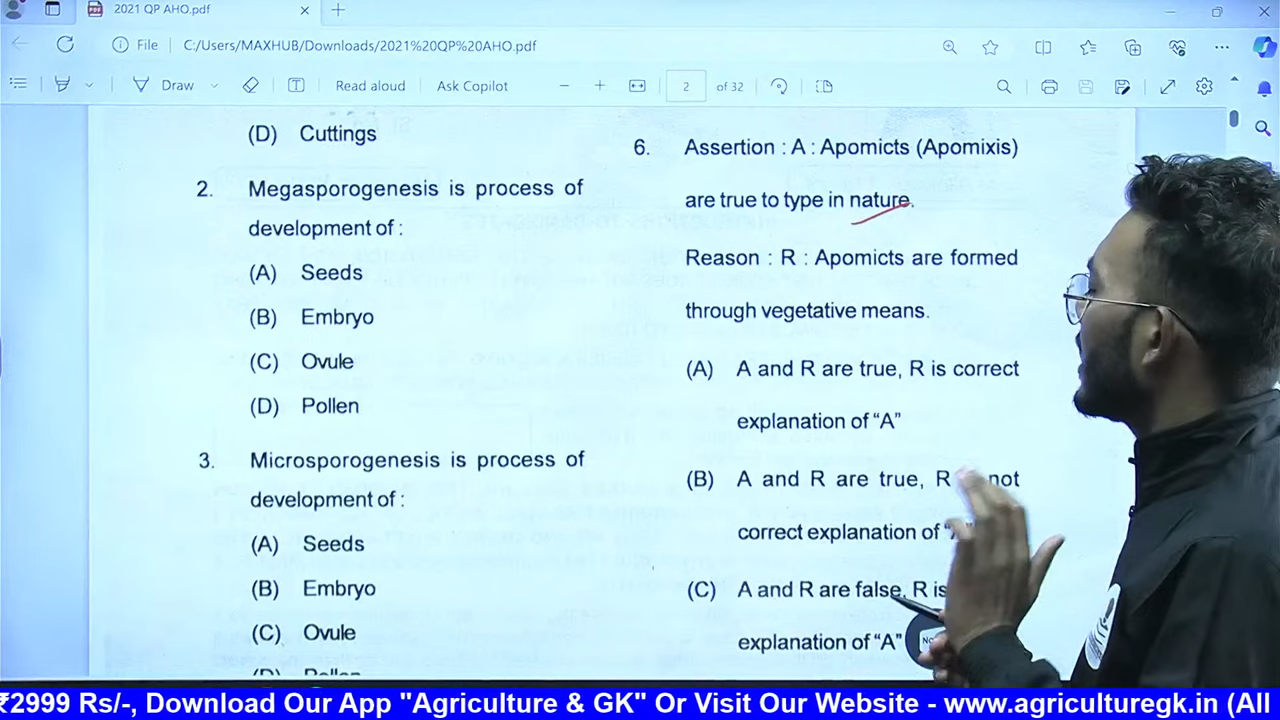 2021 QP AHO.pdf
File C:/Users/MAXHUB/Downloads/2021%20QP%20AHO.pdf
Draw Read aloud Ask Copilot 2 of 32
(D) Cuttings
2. Megasporogenesis is process of
development of :
(A) Seeds
(B) Embryo
(C) Ovule
(D) Pollen
3. Microsporogenesis is process of
development of :
(A) Seeds
(B) Embryo
(C) Ovule
(D) Pollen
6. Assertion : A : Apomicts (Apomixis)
are true to type in nature.
Reason : R : Apomicts are formed
through vegetative means.
(A) A and R are true, R is correct
explanation of “A”
(B) A and R are true, R not
correct explanation of
(C) A and R are false, R is
explanation of “A”
₹2999 Rs/-, Download Our App "Agriculture & GK" Or Visit Our Website - www.agriculturegk.in (All